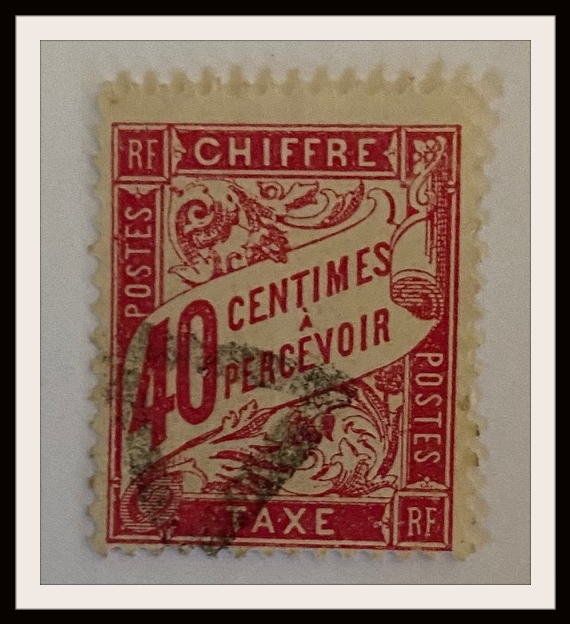 RF CHIFFRE
POSTES
40 CENTIMES
À
PERCEVOIR
POSTES
TAXE RF